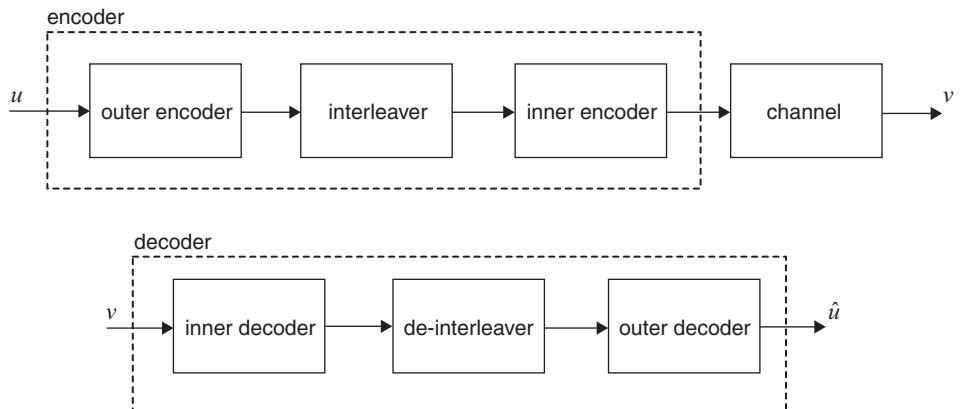 encoder
u outer encoder interleaver inner encoder channel v
decoder
v inner decoder de-interleaver outer decoder û